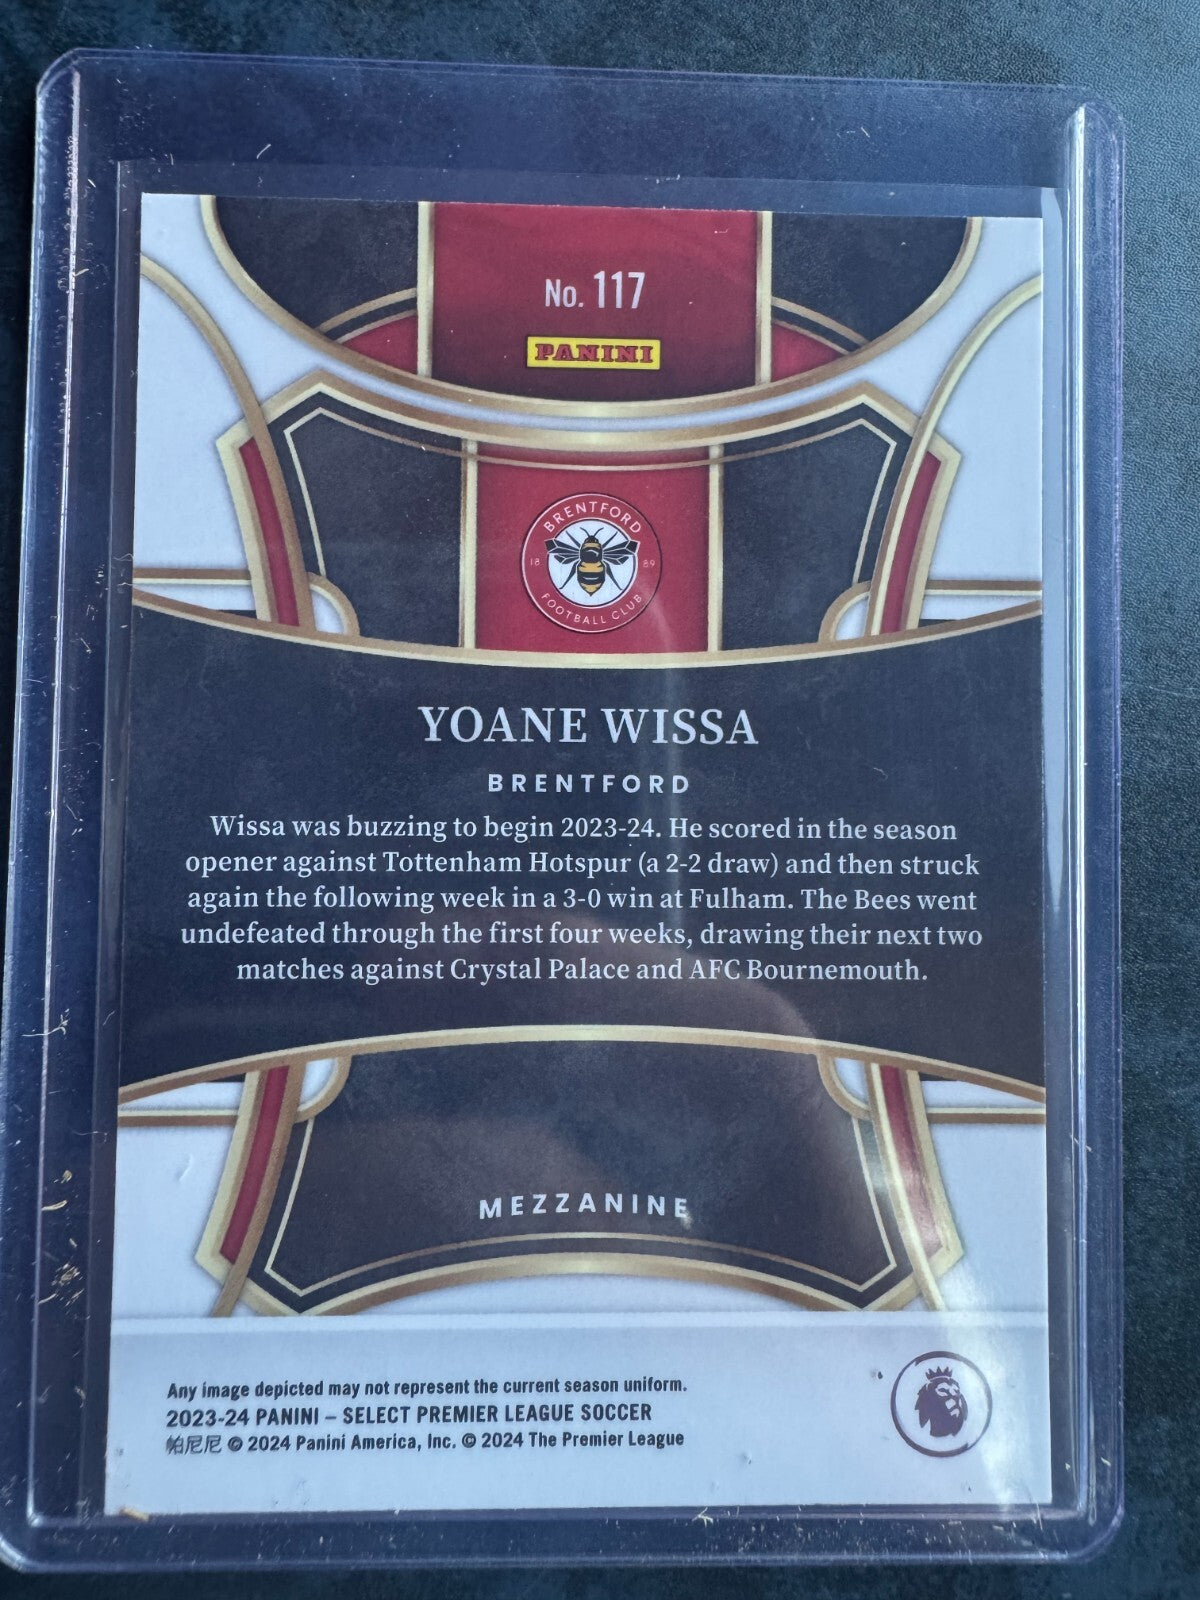 No. 117
PANINI
BRENTFORD
18 89
FOOTBALL CLUB
YOANE WISSA
BRENTFORD
Wissa was buzzing to begin 2023-24. He scored in the season
opener against Tottenham Hotspur (a 2-2 draw) and then struck
again the following week in a 3-0 win at Fulham. The Bees went
undefeated through the first four weeks, drawing their next two
matches against Crystal Palace and AFC Bournemouth.
MEZZANINE
Any image depicted may not represent the current season uniform.
2023-24 PANINI – SELECT PREMIER LEAGUE SOCCER
帕尼尼 © 2024 Panini America, Inc. © 2024 The Premier League